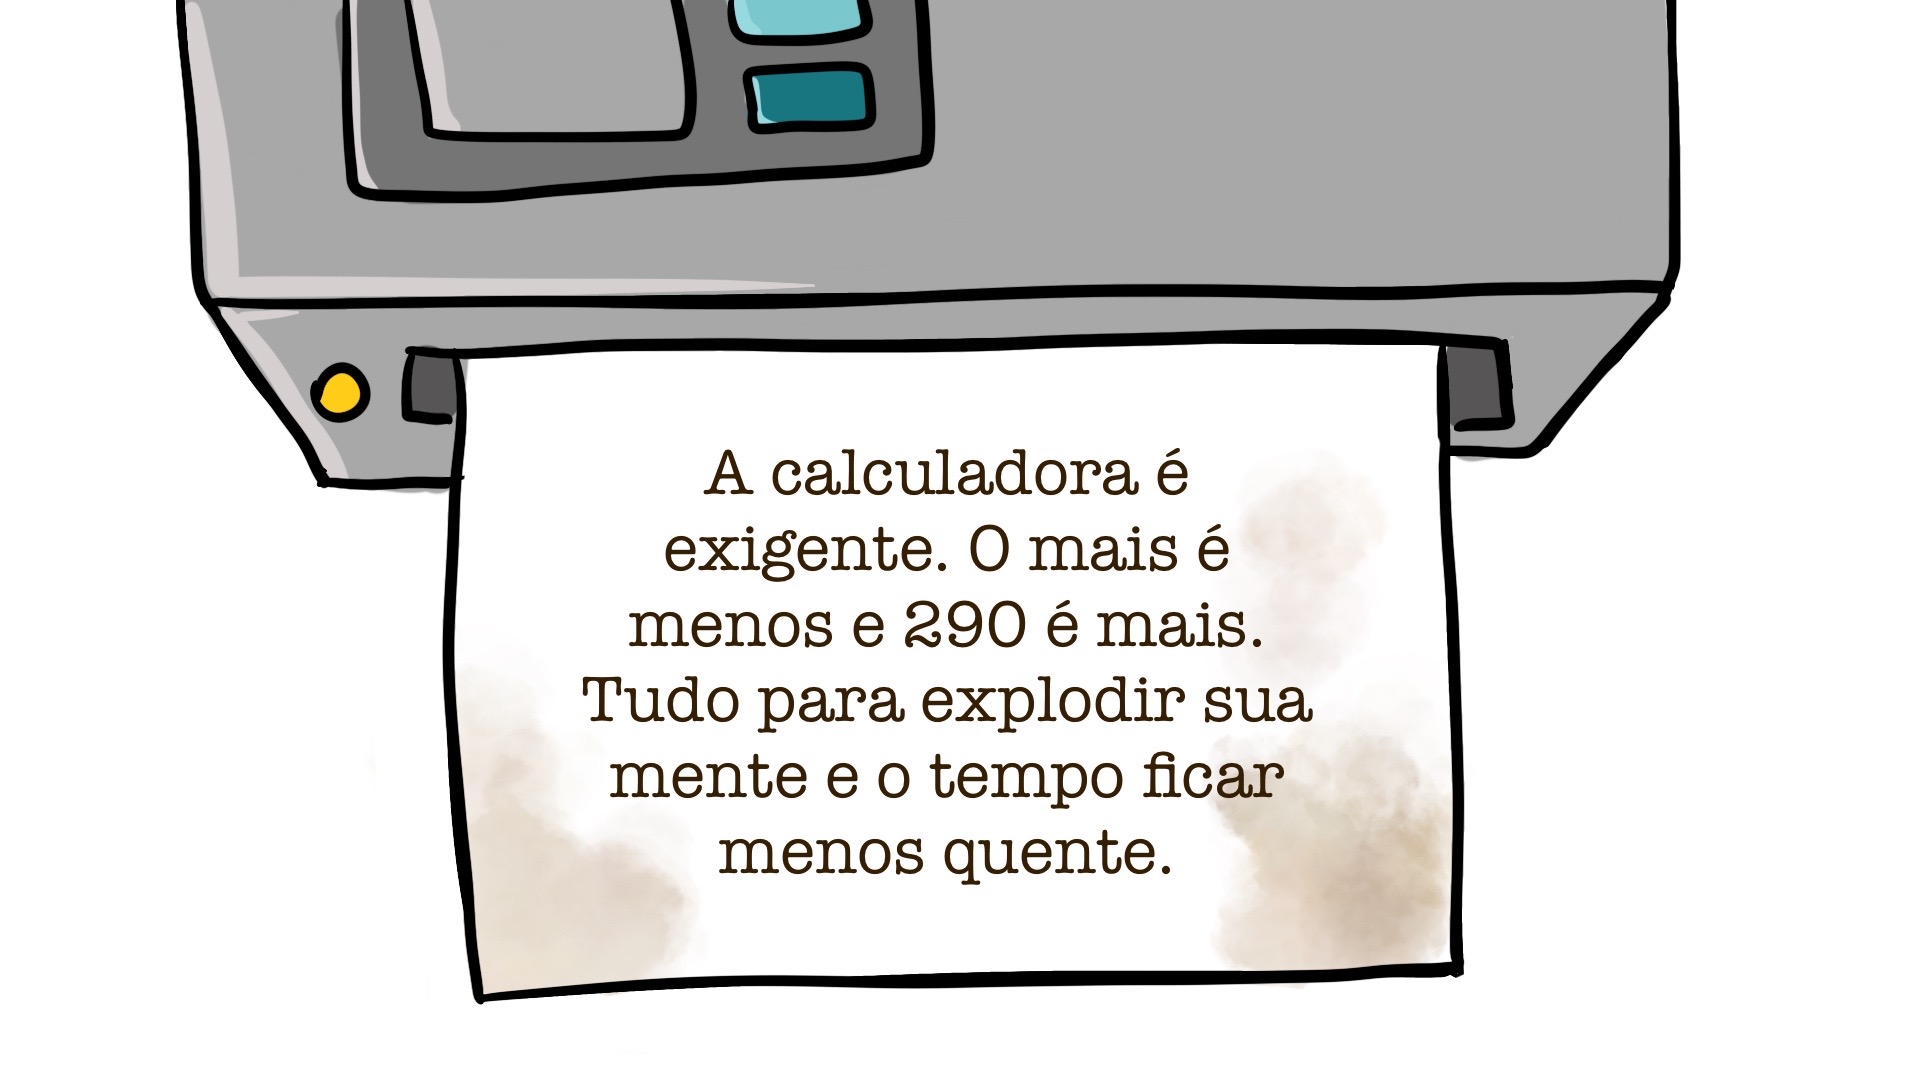 A calculadora é
exigente. O mais é
menos e 290 é mais.
Tudo para explodir sua
mente e o tempo ficar
menos quente.